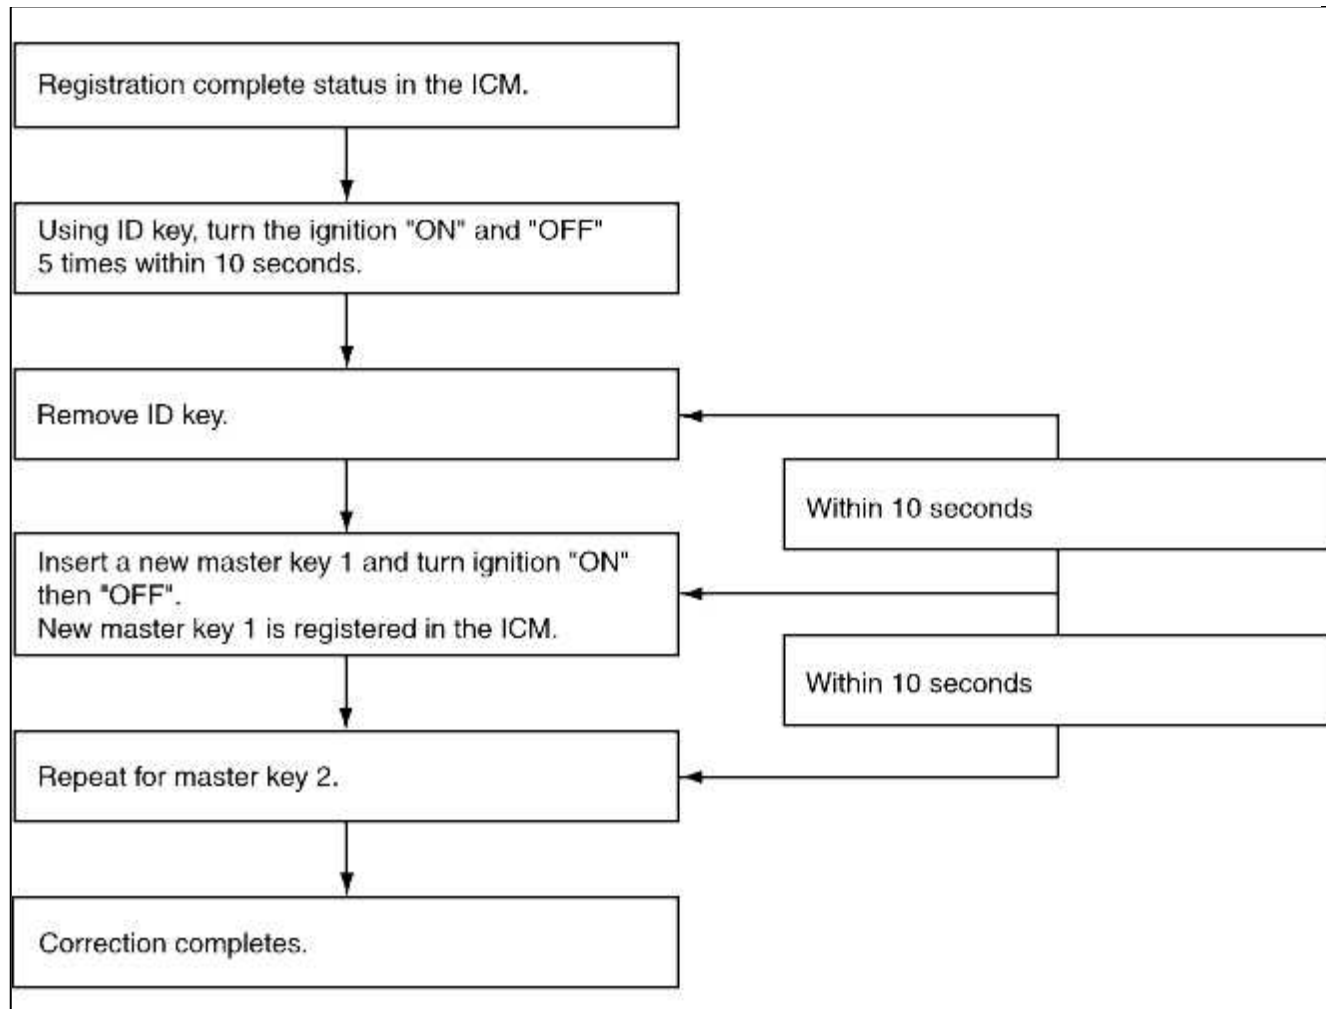 Registration complete status in the ICM.
Using ID key, turn the ignition "ON" and "OFF"
5 times within 10 seconds.
Remove ID key.
Within 10 seconds
Insert a new master key 1 and turn ignition "ON"
then "OFF".
New master key 1 is registered in the ICM.
Within 10 seconds
Repeat for master key 2.
Correction completes.